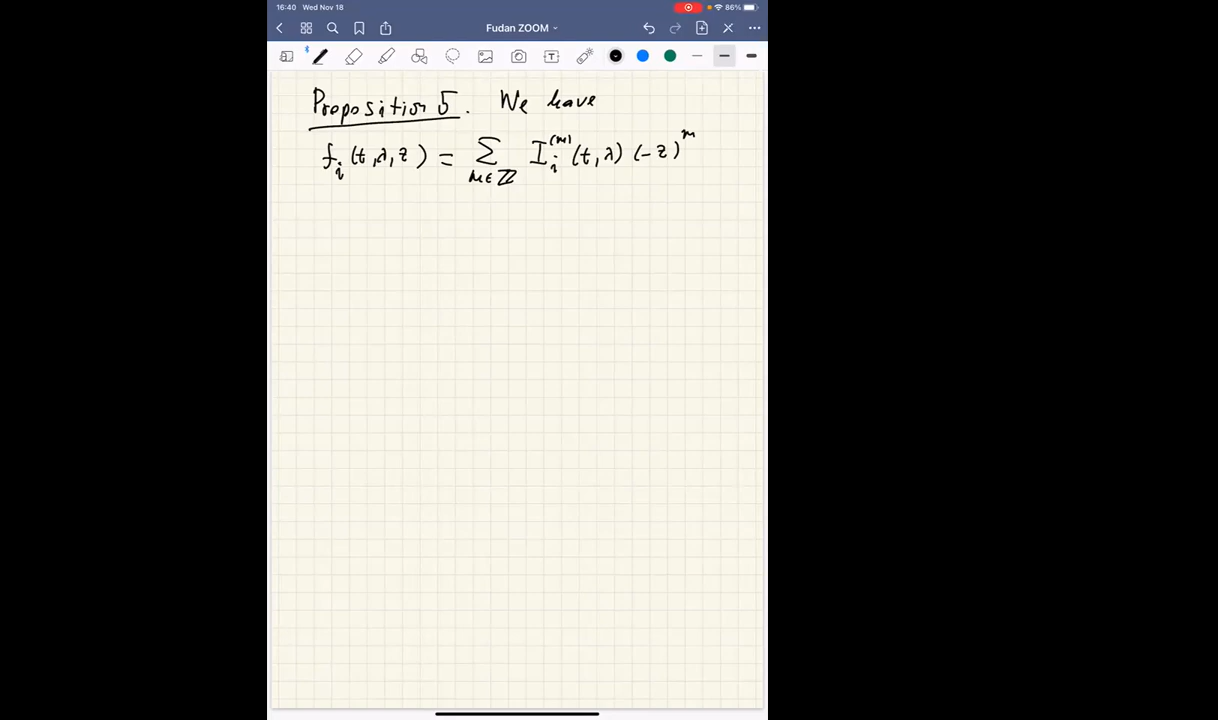 16:40 Wed Nov 18
86%
Fudan ZOOM
Proposition 5. We have
f_i (t, λ, z) = Σ_{m∈ℤ} I_i^{(m)} (t, λ) (-z)^m